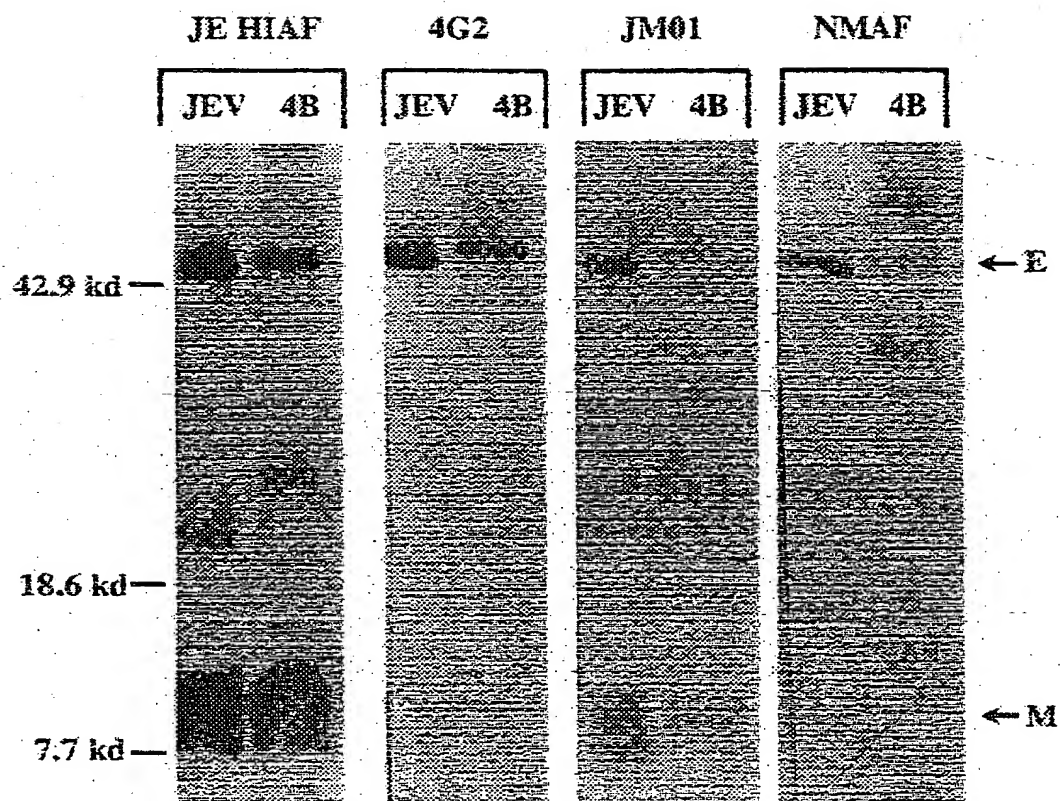 JE HIAF 4G2 JM01 NMAF
JEV 4B JEV 4B JEV 4B JEV 4B
E
42.9 kd
18.6 kd
M
7.7 kd